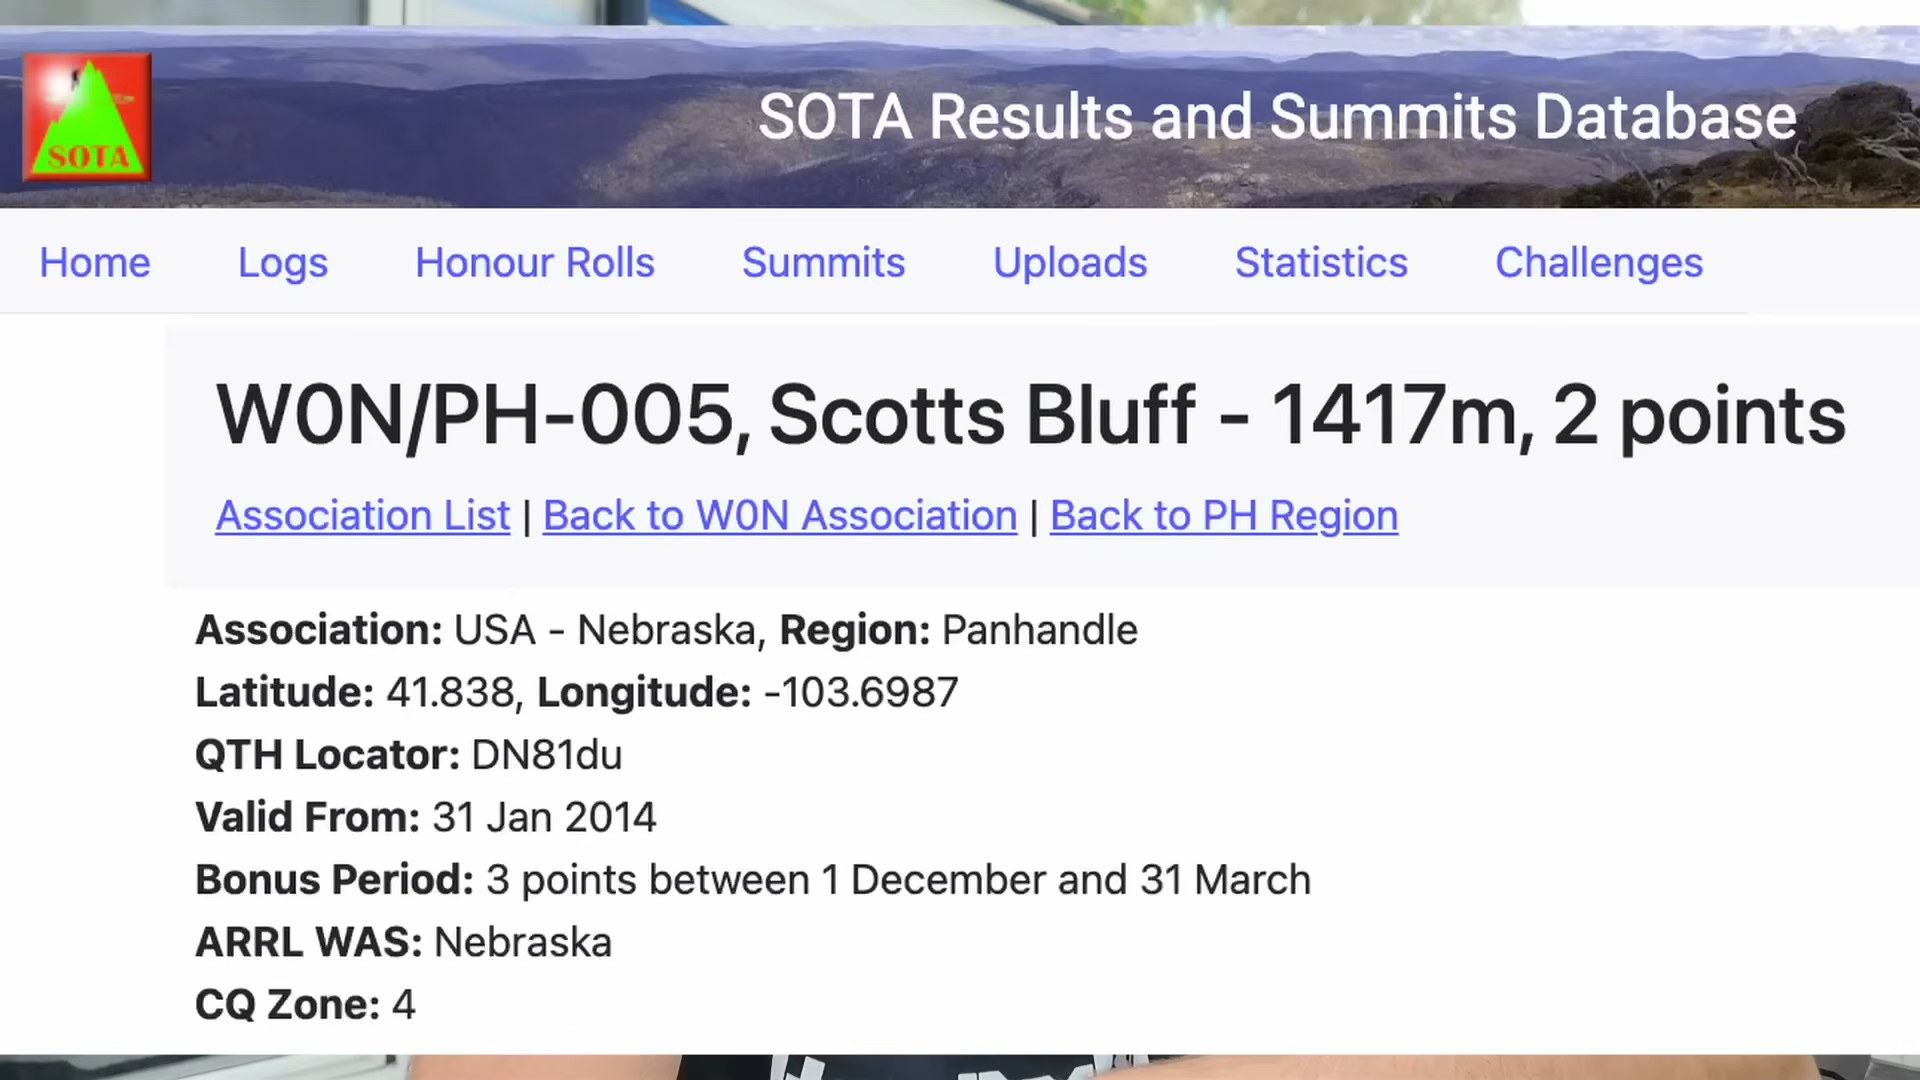 SOTA
SOTA Results and Summits Database
Home Logs Honour Rolls Summits Uploads Statistics Challenges
W0N/PH-005, Scotts Bluff - 1417m, 2 points
Association List | Back to W0N Association | Back to PH Region
Association: USA - Nebraska, Region: Panhandle
Latitude: 41.838, Longitude: -103.6987
QTH Locator: DN81du
Valid From: 31 Jan 2014
Bonus Period: 3 points between 1 December and 31 March
ARRL WAS: Nebraska
CQ Zone: 4